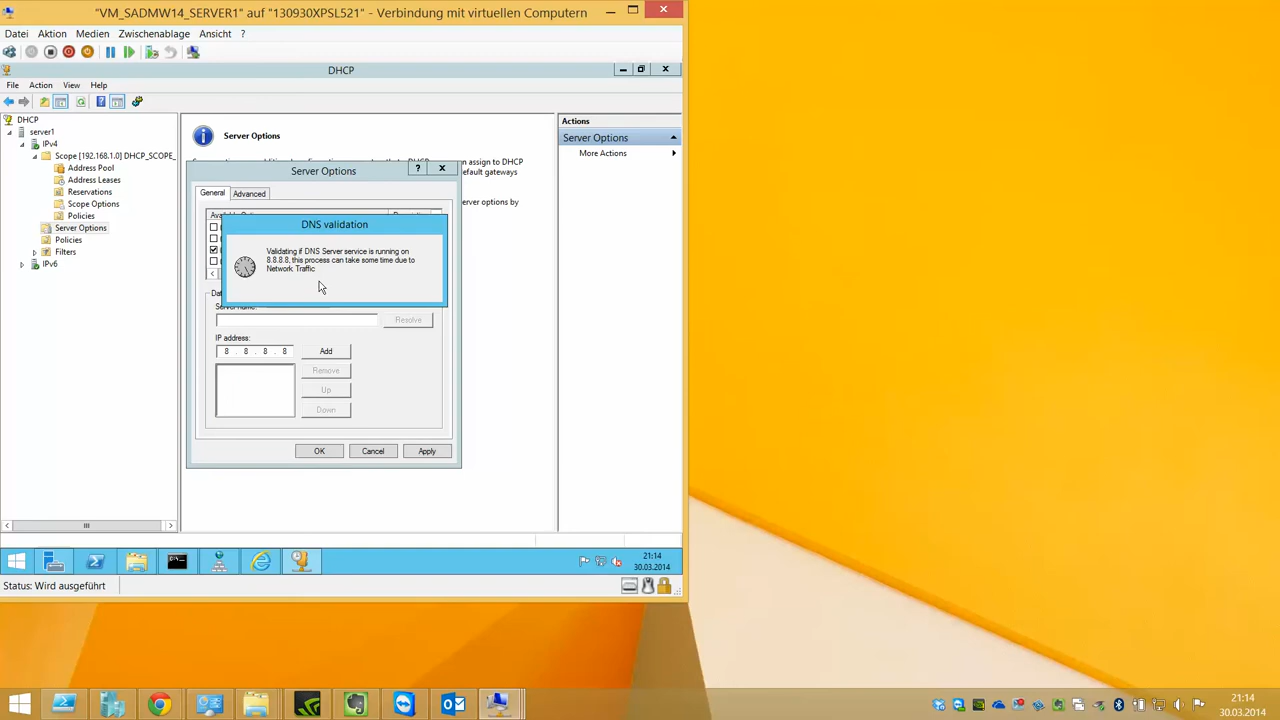 "VM_SADMW14_SERVER1" auf "130930XPSL521" - Verbindung mit virtuellen Computern
Datei Aktion Medien Zwischenablage Ansicht ?
DHCP
File Action View Help
DHCP
server1
IPv4
Scope [192.168.1.0] DHCP_SCOPE_
Address Pool
Address Leases
Reservations
Scope Options
Policies
Server Options
Policies
Filters
IPv6
Server Options
assign to DHCP
default gateways
server options by
Actions
Server Options
More Actions
Server Options
? x
General Advanced
DNS validation
Validating if DNS Server service is running on
8.8.8.8, this process can take some time due to
Network Traffic
Server name:
Resolve
IP address:
8 . 8 . 8 . 8
Add
Remove
Up
Down
OK Cancel Apply
21:14
30.03.2014
Status: Wird ausgeführt
21:14
30.03.2014